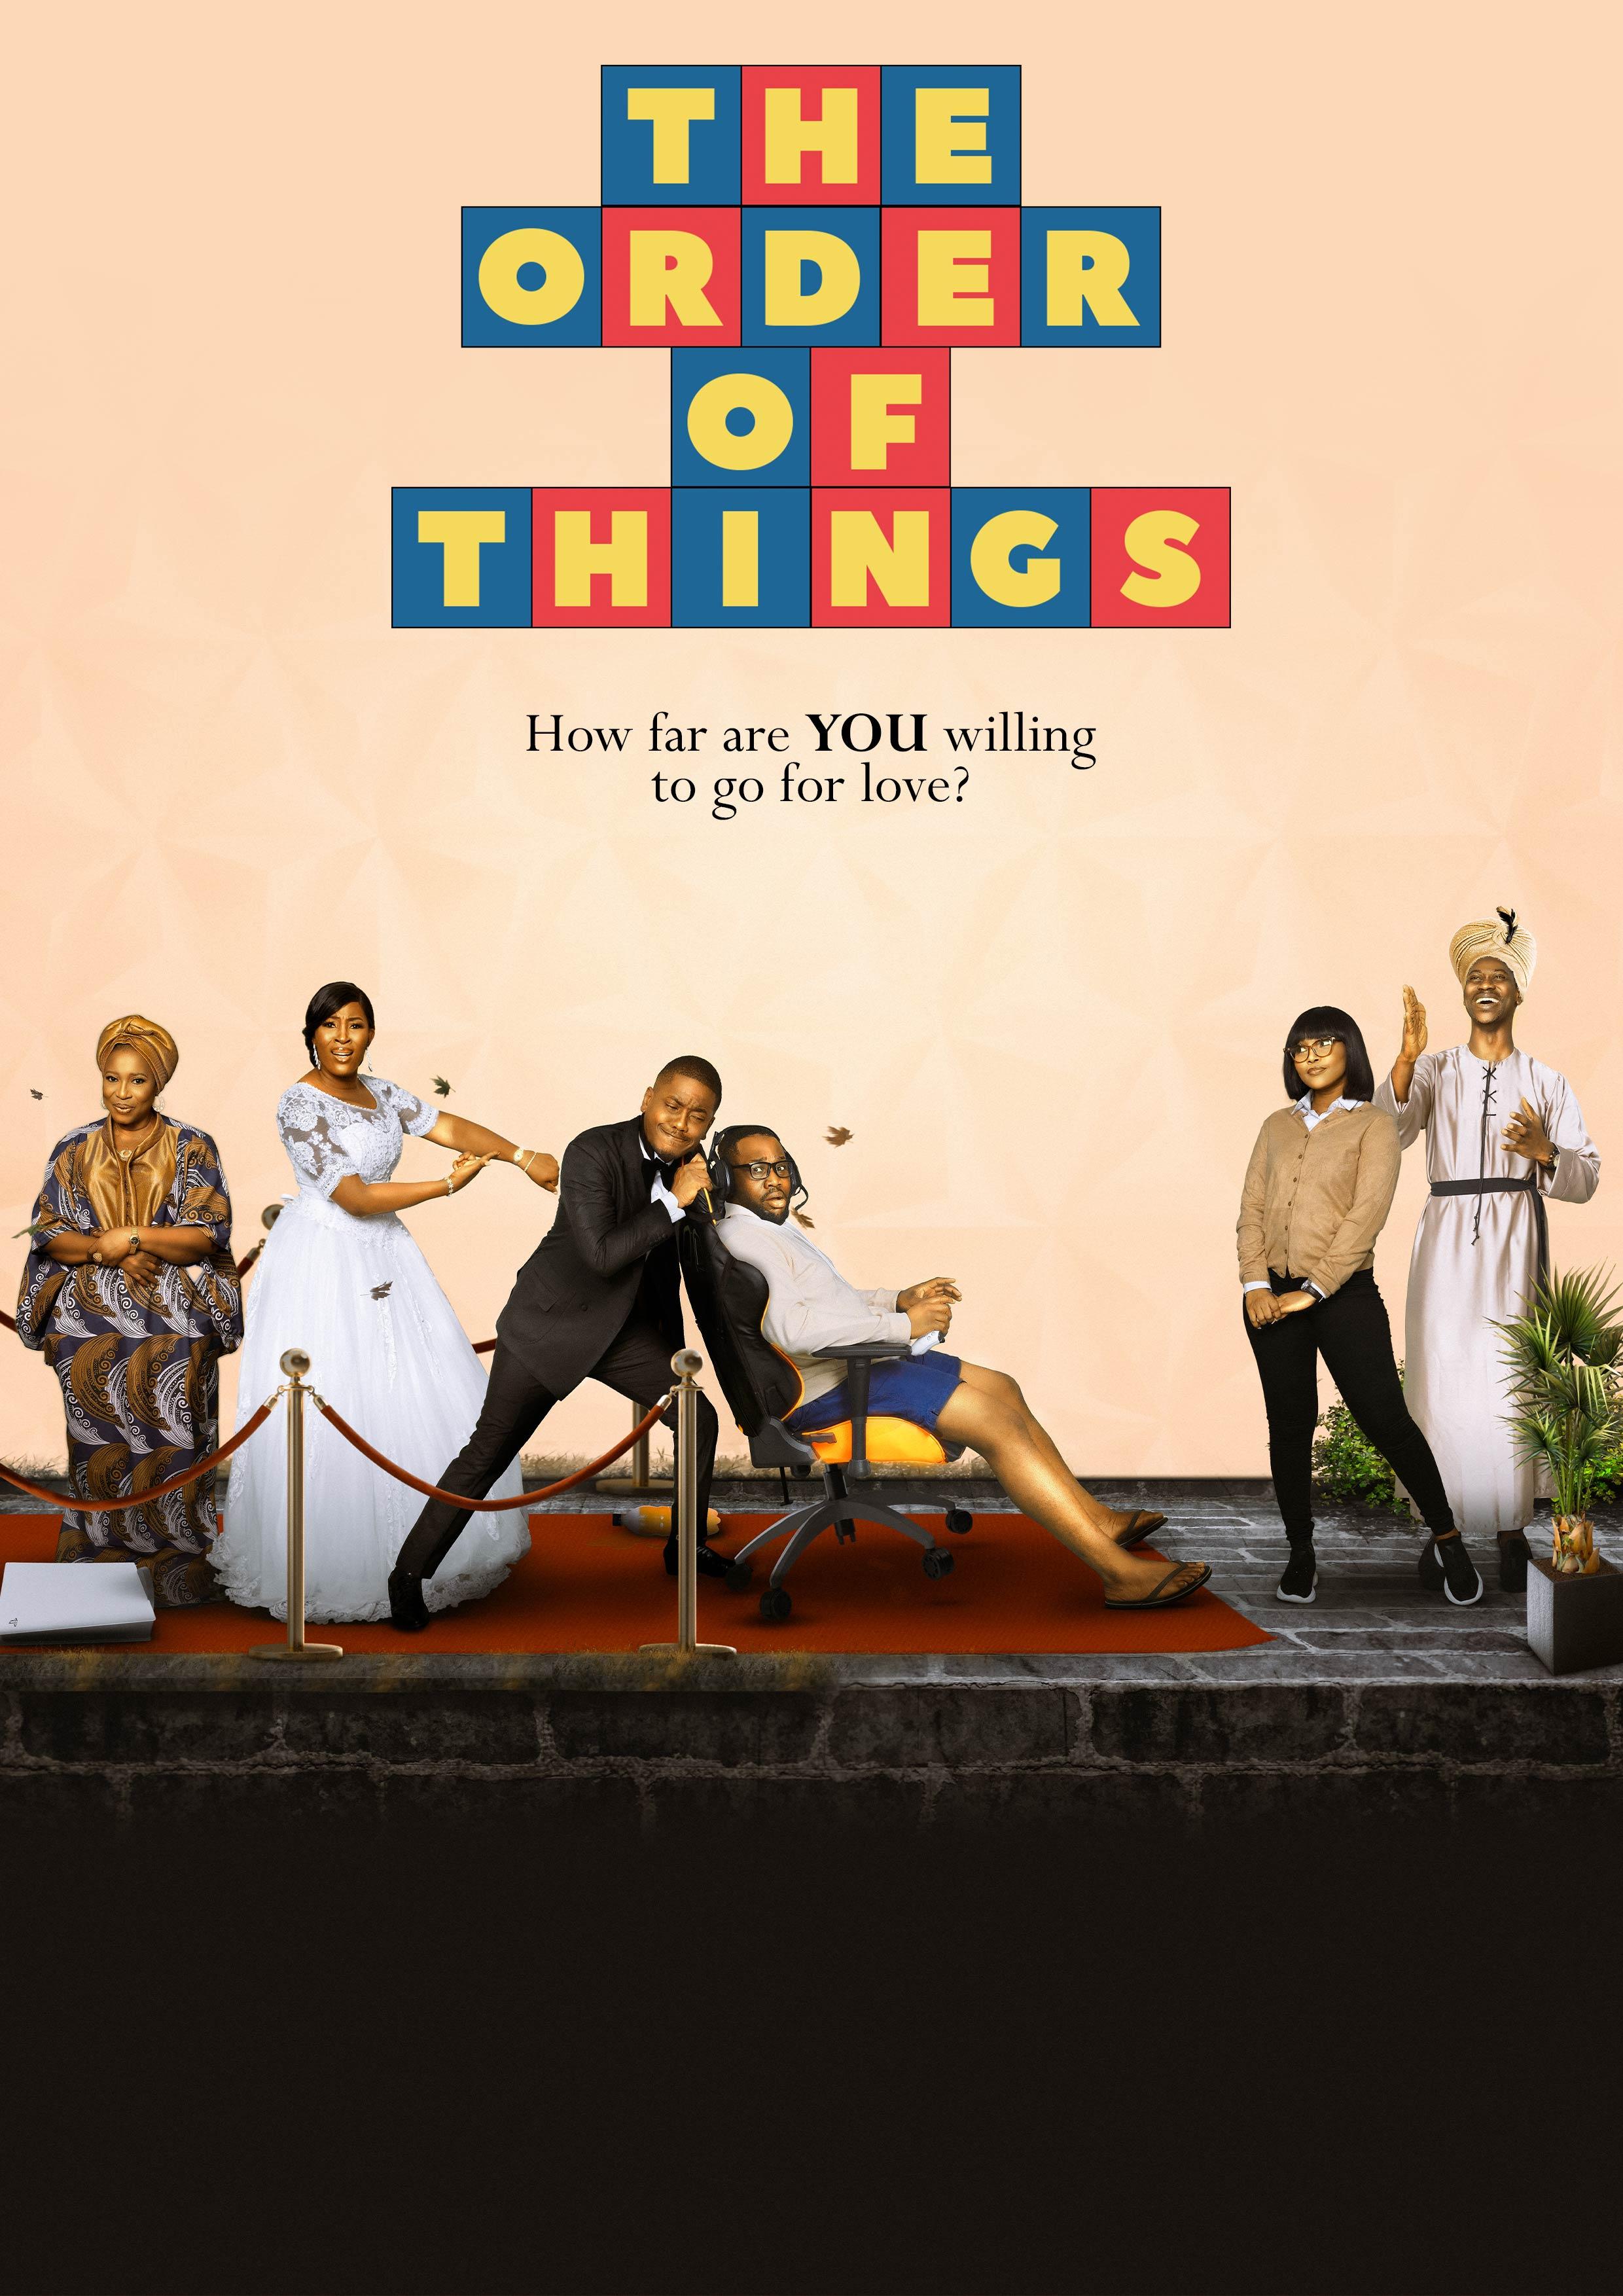 THE
ORDER
OF
THINGS
How far are YOU willing
to go for love?